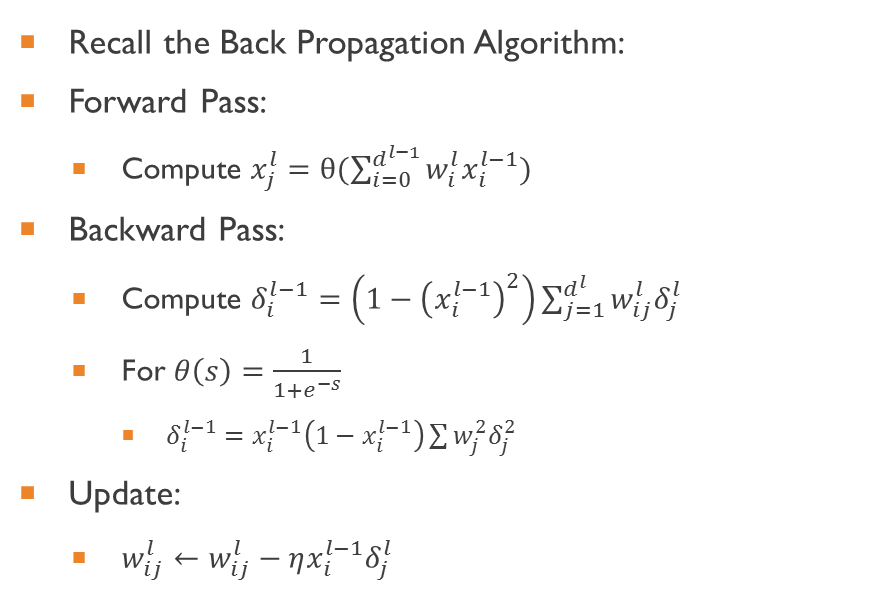 Recall the Back Propagation Algorithm:
Forward Pass:
Compute $x_j^l = \theta(\sum_{i=0}^{d^{l-1}} w_i^l x_i^{l-1})$
Backward Pass:
Compute $\delta_i^{l-1} = \left(1 - \left(x_i^{l-1}\right)^2\right) \sum_{j=1}^{d^l} w_{ij}^l \delta_j^l$
For $\theta(s) = \frac{1}{1+e^{-s}}$
$\delta_i^{l-1} = x_i^{l-1}(1 - x_i^{l-1}) \sum w_j^2 \delta_j^2$
Update:
$w_{ij}^l \leftarrow w_{ij}^l - \eta x_i^{l-1} \delta_j^l$